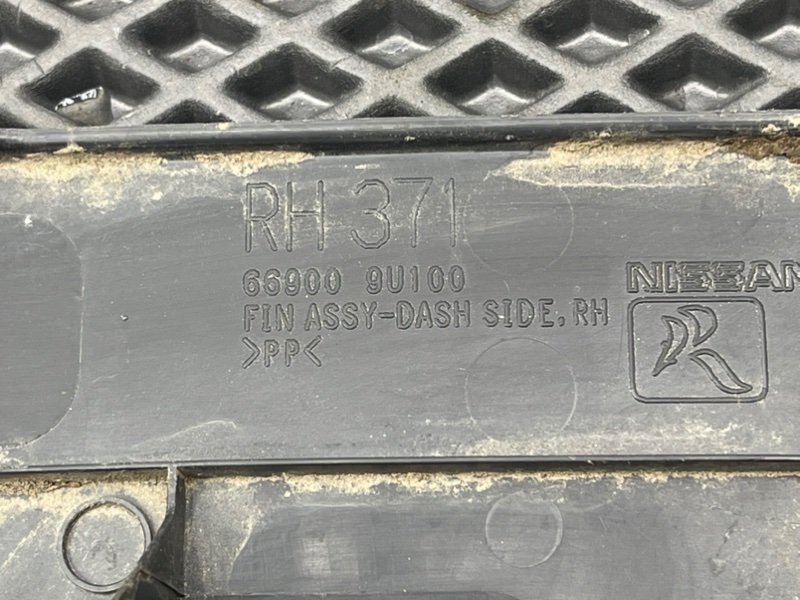 RH 371
66900 9U100
FIN ASSY-DASH SIDE, RH
>PP<
NISSAN